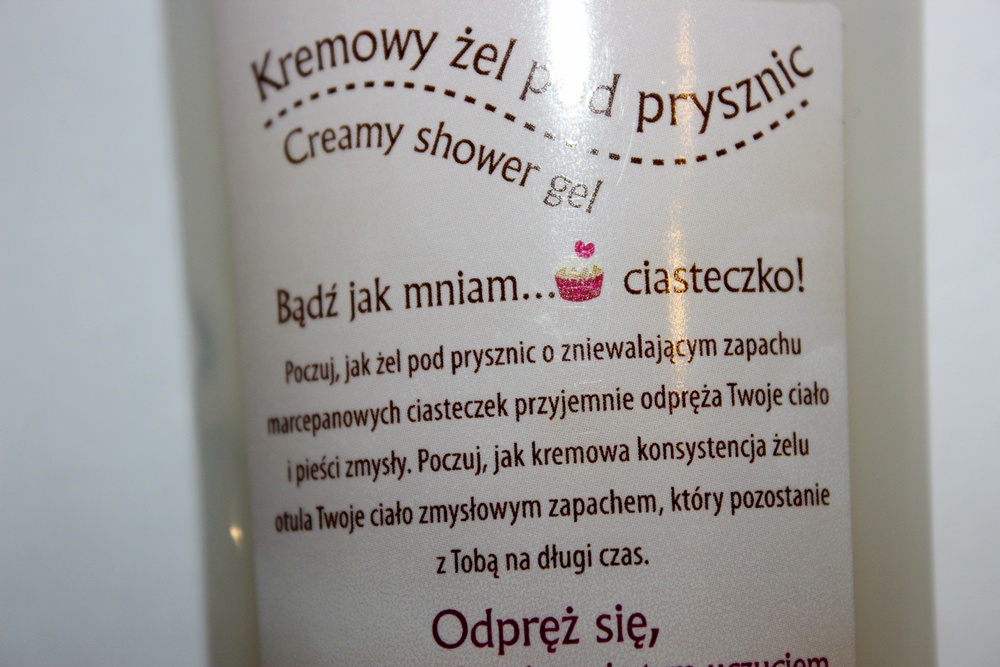 Kremowy żel pod prysznic
Creamy shower gel
Bądź jak mniam... ciasteczko!
Poczuj, jak żel pod prysznic o zniewalającym zapachu
marcepanowych ciasteczek przyjemnie odpręża Twoje ciało
i pieści zmysły. Poczuj, jak kremowa konsystencja żelu
otula Twoje ciało zmysłowym zapachem, który pozostanie
z Tobą na długi czas.
Odpręż się,
uczuciem